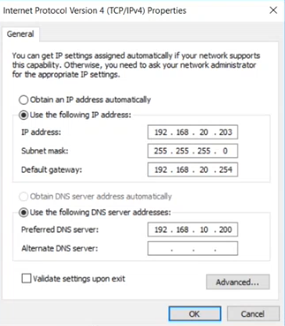 Internet Protocol Version 4 (TCP/IPv4) Properties
General
You can get IP settings assigned automatically if your network supports
this capability. Otherwise, you need to ask your network administrator
for the appropriate IP settings.
Obtain an IP address automatically
Use the following IP address:
IP address: 192 . 168 . 20 . 203
Subnet mask: 255 . 255 . 255 . 0
Default gateway: 192 . 168 . 20 . 254
Obtain DNS server address automatically
Use the following DNS server addresses:
Preferred DNS server: 192 . 168 . 10 . 200
Alternate DNS server: . . .
Validate settings upon exit
Advanced...
OK Cancel